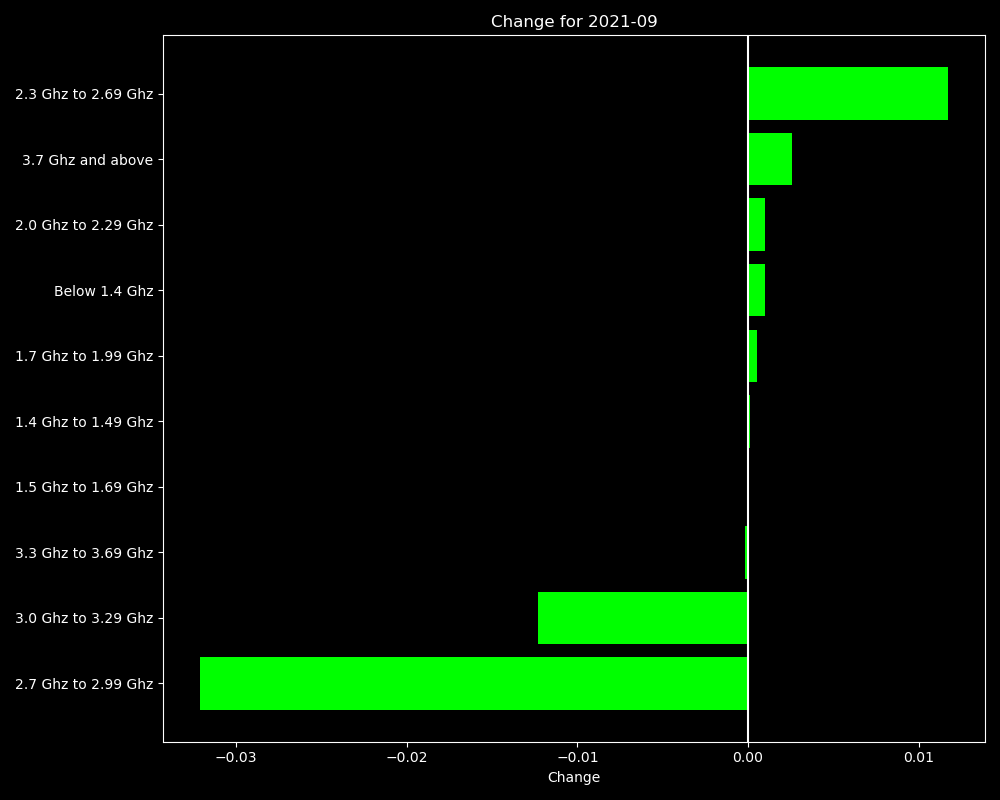 Change for 2021-09
2.3 Ghz to 2.69 Ghz
3.7 Ghz and above
2.0 Ghz to 2.29 Ghz
Below 1.4 Ghz
1.7 Ghz to 1.99 Ghz
1.4 Ghz to 1.49 Ghz
1.5 Ghz to 1.69 Ghz
3.3 Ghz to 3.69 Ghz
3.0 Ghz to 3.29 Ghz
2.7 Ghz to 2.99 Ghz
−0.03 −0.02 −0.01 0.00 0.01
Change